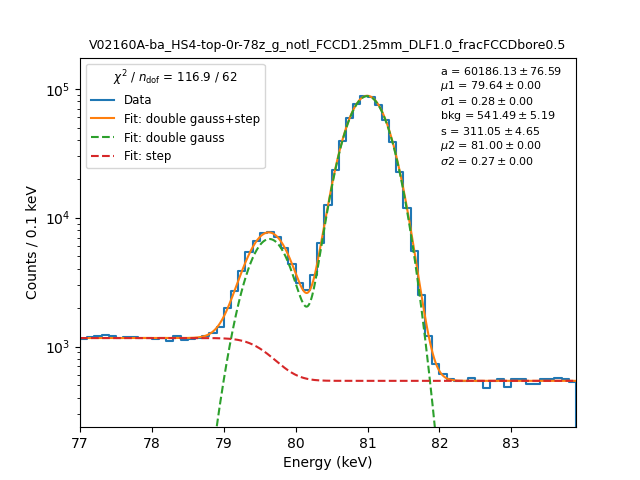 V02160A-ba_HS4-top-0r-78z_g_notl_FCCD1.25mm_DLF1.0_fracFCCDbore0.5
χ² / n_dof = 116.9 / 62
Data
Fit: double gauss+step
Fit: double gauss
Fit: step
a = 60186.13 ± 76.59
μ1 = 79.64 ± 0.00
σ1 = 0.28 ± 0.00
bkg = 541.49 ± 5.19
s = 311.05 ± 4.65
μ2 = 81.00 ± 0.00
σ2 = 0.27 ± 0.00
Counts / 0.1 keV
10⁵
10⁴
10³
77 78 79 80 81 82 83
Energy (keV)